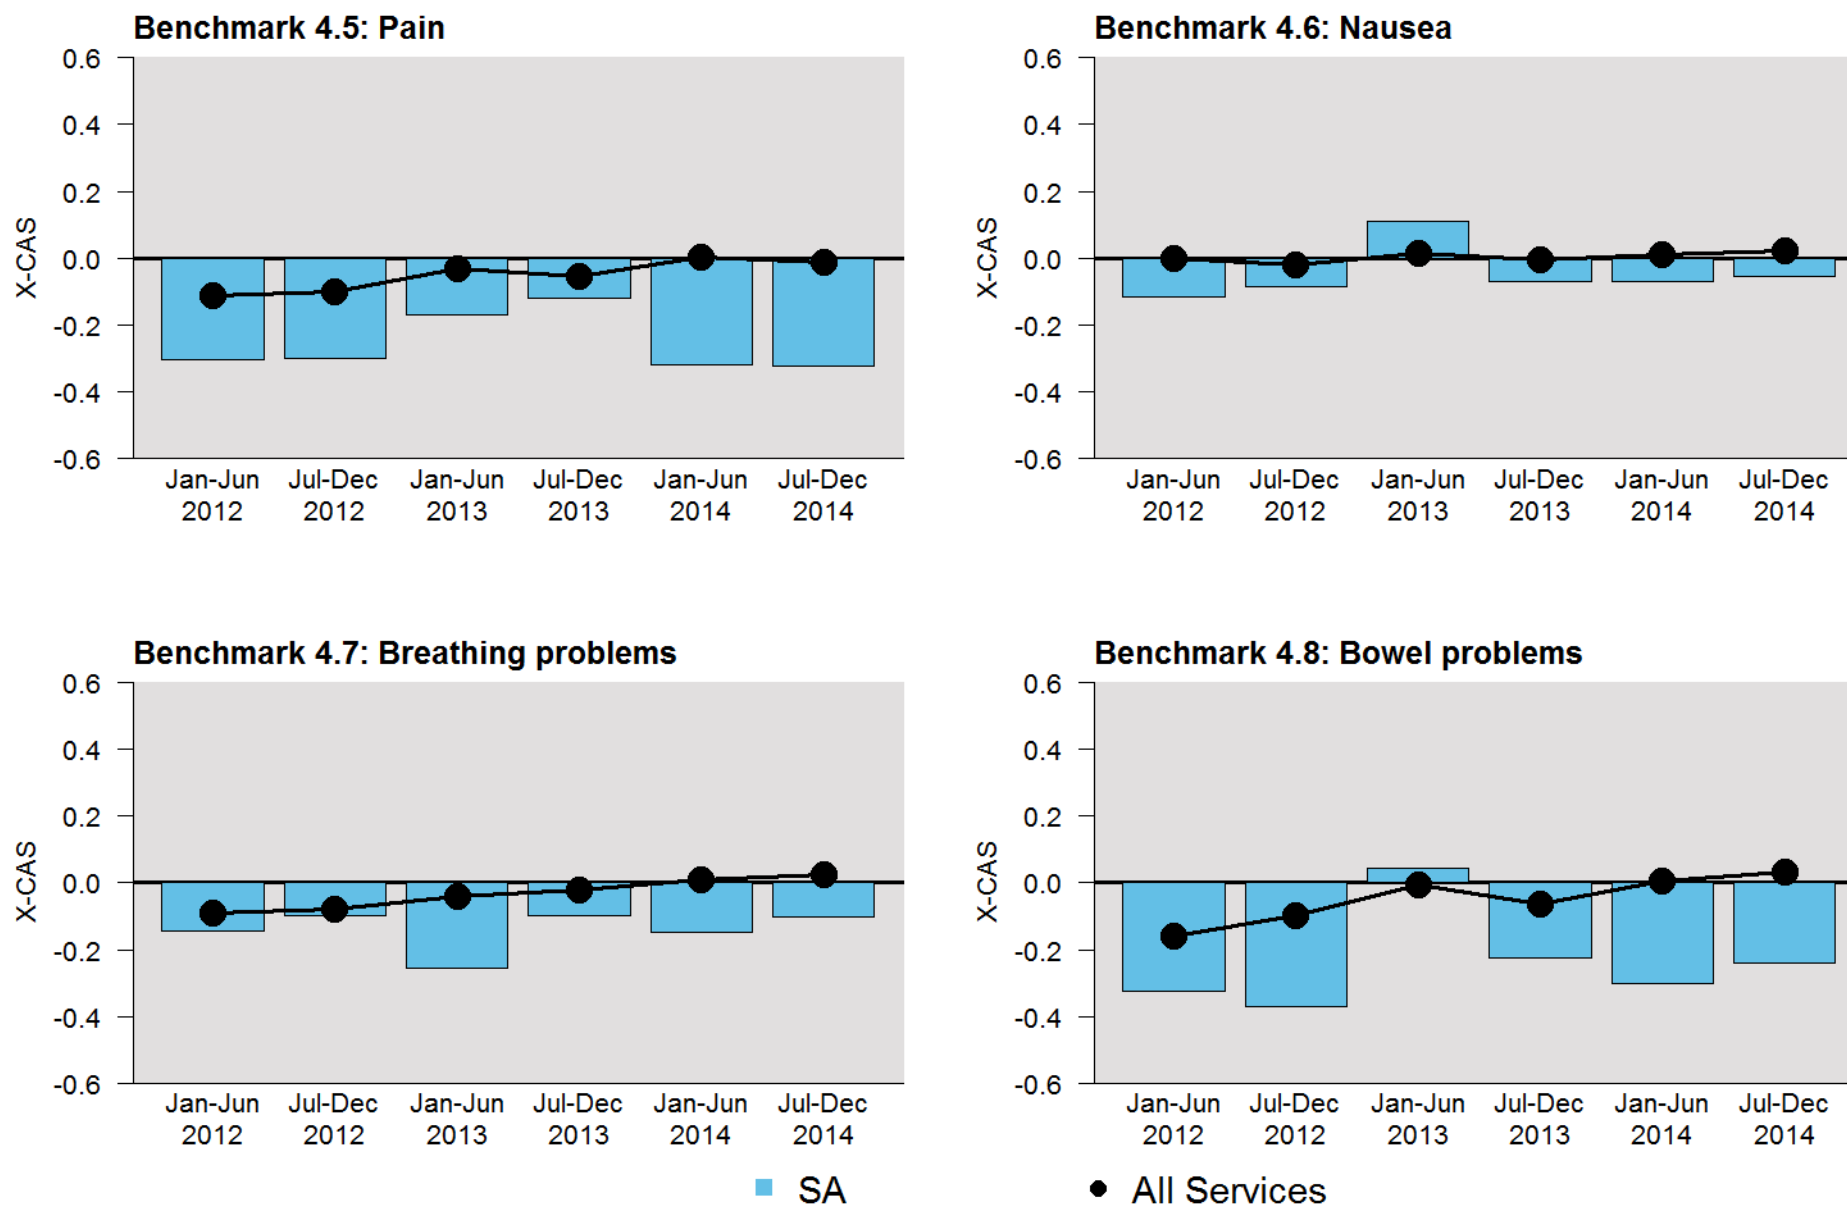 Benchmark 4.5: Pain
X-CAS
0.6
0.4
0.2
0.0
-0.2
-0.4
-0.6
Jan-Jun Jul-Dec Jan-Jun Jul-Dec Jan-Jun Jul-Dec
2012 2012 2013 2013 2014 2014
Benchmark 4.6: Nausea
X-CAS
0.6
0.4
0.2
0.0
-0.2
-0.4
-0.6
Jan-Jun Jul-Dec Jan-Jun Jul-Dec Jan-Jun Jul-Dec
2012 2012 2013 2013 2014 2014
Benchmark 4.7: Breathing problems
X-CAS
0.6
0.4
0.2
0.0
-0.2
-0.4
-0.6
Jan-Jun Jul-Dec Jan-Jun Jul-Dec Jan-Jun Jul-Dec
2012 2012 2013 2013 2014 2014
Benchmark 4.8: Bowel problems
X-CAS
0.6
0.4
0.2
0.0
-0.2
-0.4
-0.6
Jan-Jun Jul-Dec Jan-Jun Jul-Dec Jan-Jun Jul-Dec
2012 2012 2013 2013 2014 2014
SA
All Services